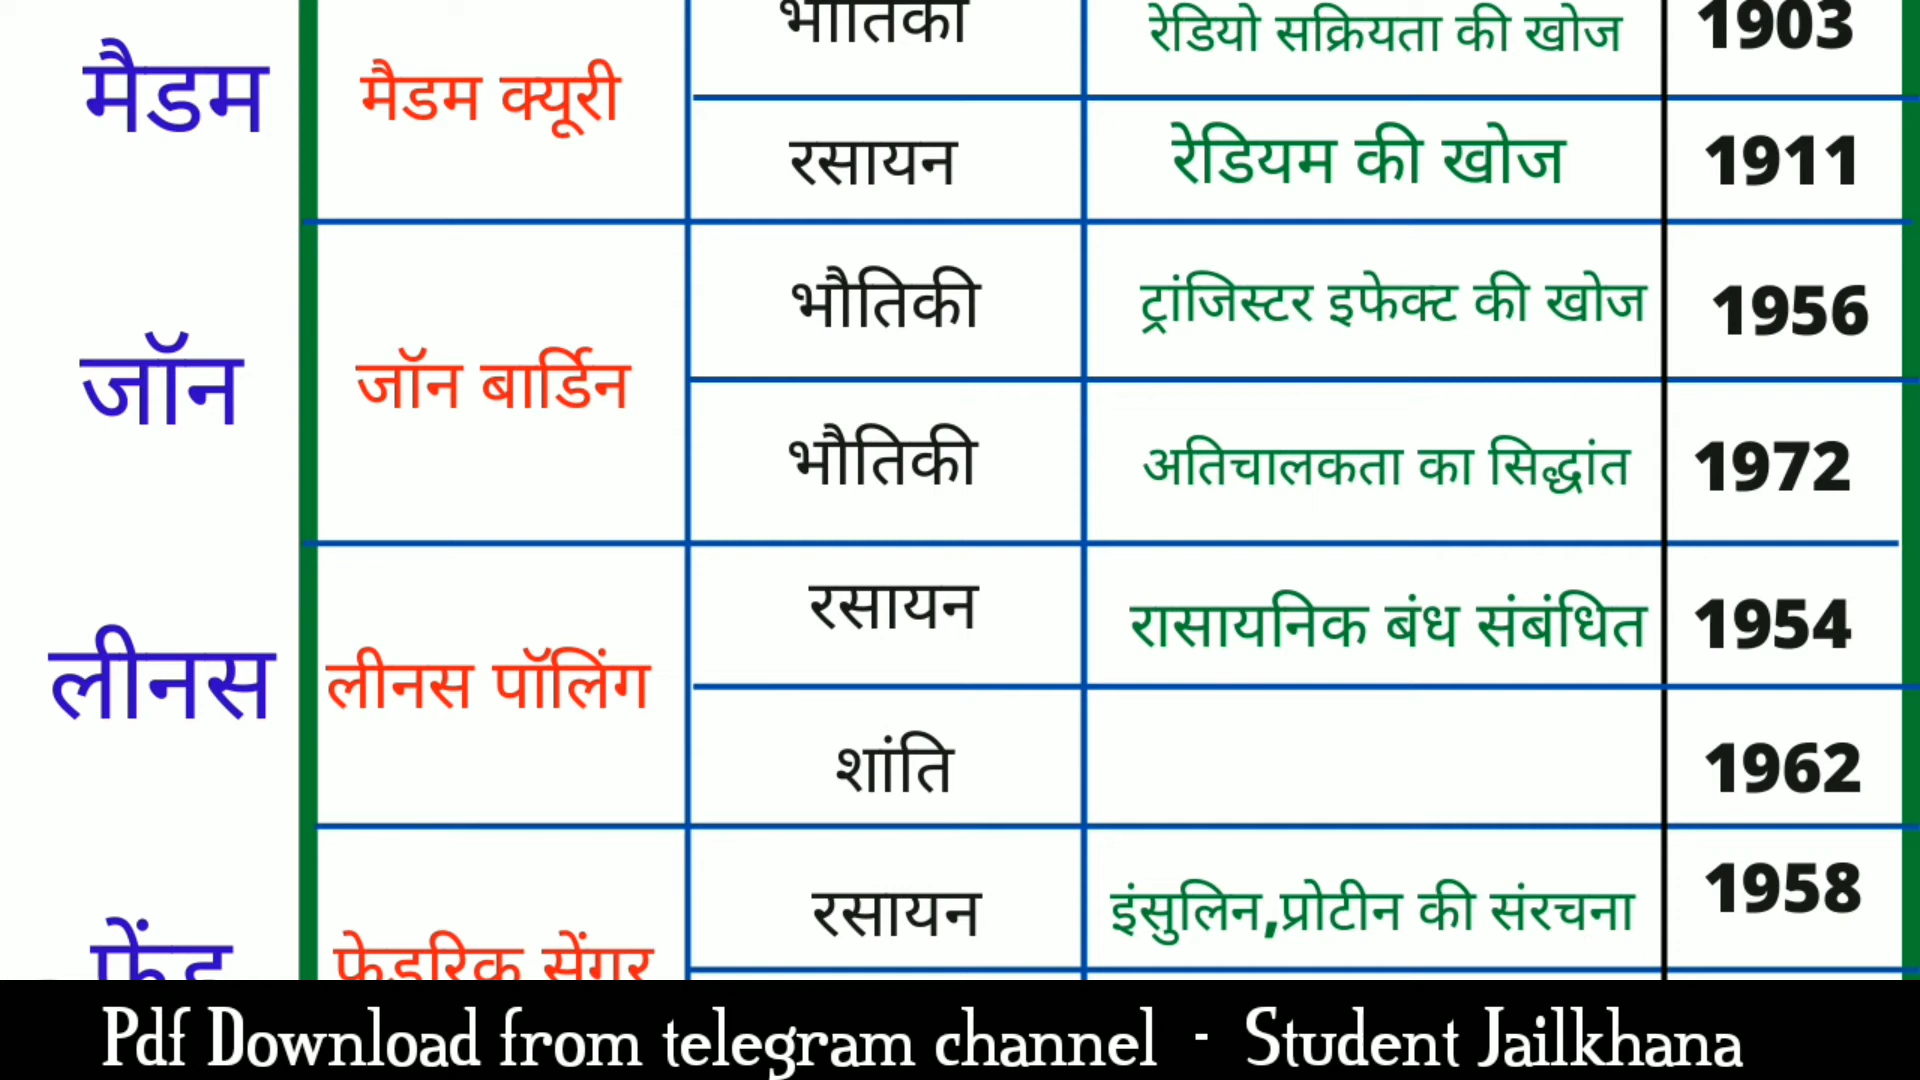 भौतिकी रेडियो सक्रियता की खोज 1903
मैडम मैडम क्यूरी
रसायन रेडियम की खोज 1911
भौतिकी ट्रांजिस्टर इफेक्ट की खोज 1956
जॉन जॉन बार्डिन
भौतिकी अतिचालकता का सिद्धांत 1972
रसायन रासायनिक बंध संबंधित 1954
लीनस लीनस पॉलिंग
शांति 1962
रसायन इंसुलिन,प्रोटीन की संरचना 1958
Pdf Download from telegram channel - Student Jailkhana